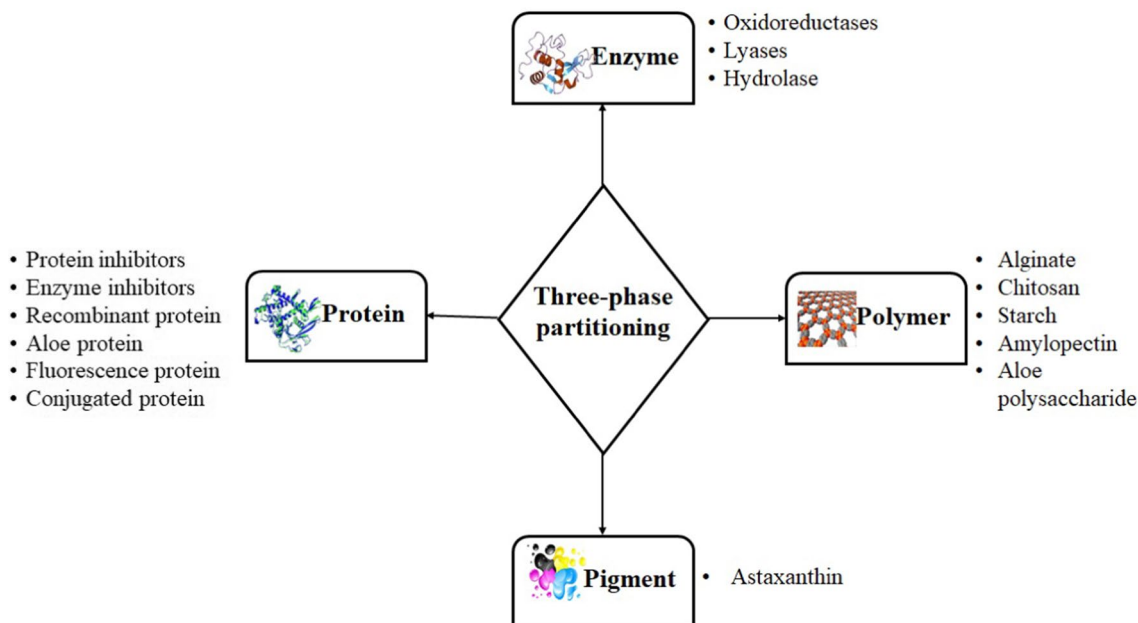 Enzyme
• Oxidoreductases
• Lyases
• Hydrolase
• Protein inhibitors
• Enzyme inhibitors
• Recombinant protein
• Aloe protein
• Fluorescence protein
• Conjugated protein
Protein
Three-phase
partitioning
Polymer
• Alginate
• Chitosan
• Starch
• Amylopectin
• Aloe
polysaccharide
Pigment
• Astaxanthin